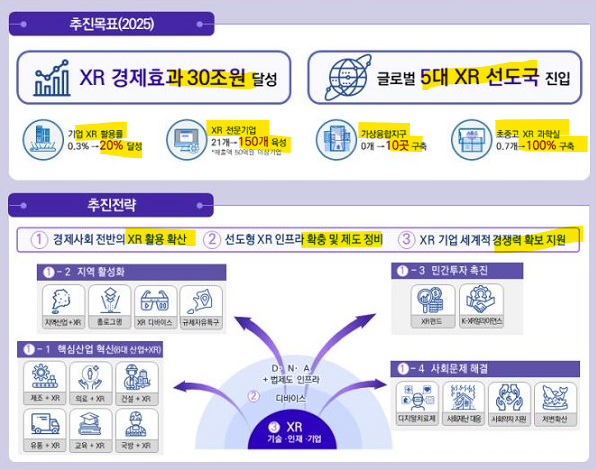 추진목표(2025)
XR 경제효과 30조원 달성
글로벌 5대 XR 선도국 진입
기업 XR 활용률
0.3% → 20% 달성
XR 전문기업
21개→150개 육성
*매출액 50억원 이상기업
가상융합지구
0개 →10곳 구축
초중고 XR 과학실
0.7%→100% 구축
추진전략
① 경제사회 전반의 XR 활용 확산
② 선도형 XR 인프라 확충 및 제도 정비
③ XR 기업 세계적 경쟁력 확보 지원
①-2 지역 활성화
지역산업+XR
홀로그램
XR 디바이스
규제자유특구
①-3 민간투자 촉진
XR펀드
K-XR얼라이언스
①-1 핵심산업 혁신(6대 산업+XR)
제조 + XR
의료 + XR
건설 + XR
유통 + XR
교육 + XR
국방 + XR
D · N · A
+ 법제도 인프라
② 디바이스
③ XR
기술 ·인재 ·기업
①-4 사회문제 해결
디지털치료제
사회재난 대응
사회약자 지원
저변확산